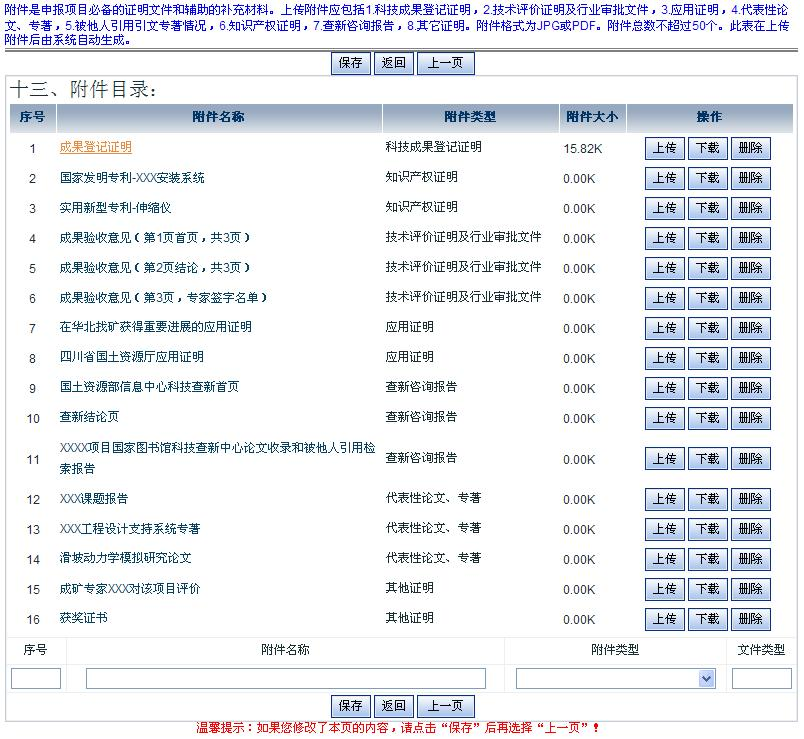 附件是申报项目必备的证明文件和辅助的补充材料。上传附件应包括1.科技成果登记证明，2.技术评价证明及行业审批文件，3.应用证明，4.代表性论
文、专著，5.被他人引用引文专著情况，6.知识产权证明，7.查新咨询报告，8.其它证明。附件格式为JPG或PDF。附件总数不超过50个。此表在上传
附件后由系统自动生成。
保存 返回 上一页
十三、附件目录：
序号 附件名称 附件类型 附件大小 操作
1 成果登记证明 科技成果登记证明 15.82K 上传 下载 删除
2 国家发明专利-XXX安装系统 知识产权证明 0.00K 上传 下载 删除
3 实用新型专利-伸缩仪 知识产权证明 0.00K 上传 下载 删除
4 成果验收意见（第1页首页，共3页） 技术评价证明及行业审批文件 0.00K 上传 下载 删除
5 成果验收意见（第2页结论，共3页） 技术评价证明及行业审批文件 0.00K 上传 下载 删除
6 成果验收意见（第3页，专家签字名单） 技术评价证明及行业审批文件 0.00K 上传 下载 删除
7 在华北找矿获得重要进展的应用证明 应用证明 0.00K 上传 下载 删除
8 四川省国土资源厅应用证明 应用证明 0.00K 上传 下载 删除
9 国土资源部信息中心科技查新首页 查新咨询报告 0.00K 上传 下载 删除
10 查新结论页 查新咨询报告 0.00K 上传 下载 删除
11 XXXX项目国家图书馆科技查新中心论文收录和被他人引用检
索报告 查新咨询报告 0.00K 上传 下载 删除
12 XXX课题报告 代表性论文、专著 0.00K 上传 下载 删除
13 XXX工程设计支持系统专著 代表性论文、专著 0.00K 上传 下载 删除
14 滑坡动力学模拟研究论文 代表性论文、专著 0.00K 上传 下载 删除
15 成矿专家XXX对该项目评价 其他证明 0.00K 上传 下载 删除
16 获奖证书 其他证明 0.00K 上传 下载 删除
序号 附件名称 附件类型 文件类型
保存 返回 上一页
温馨提示：如果您修改了本页的内容，请点击“保存”后再选择“上一页”！